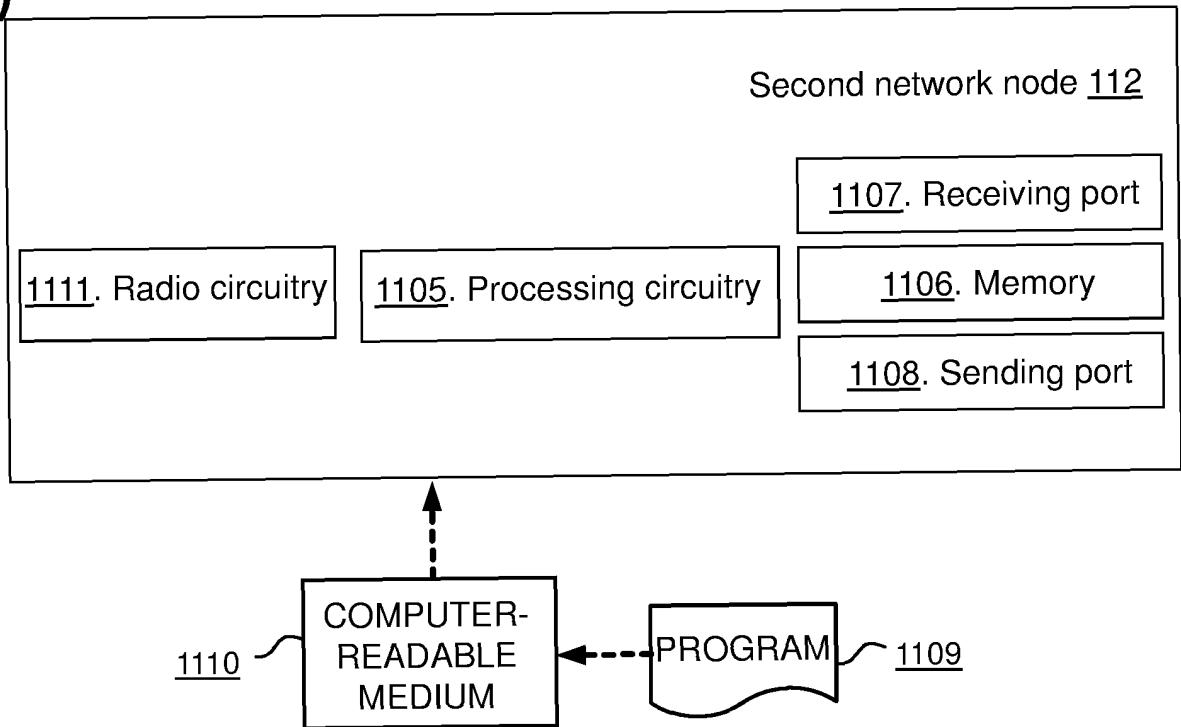 )
Second network node 112
1107. Receiving port
1111. Radio circuitry
1105. Processing circuitry
1106. Memory
1108. Sending port
COMPUTER-
READABLE
MEDIUM
1110
PROGRAM
1109